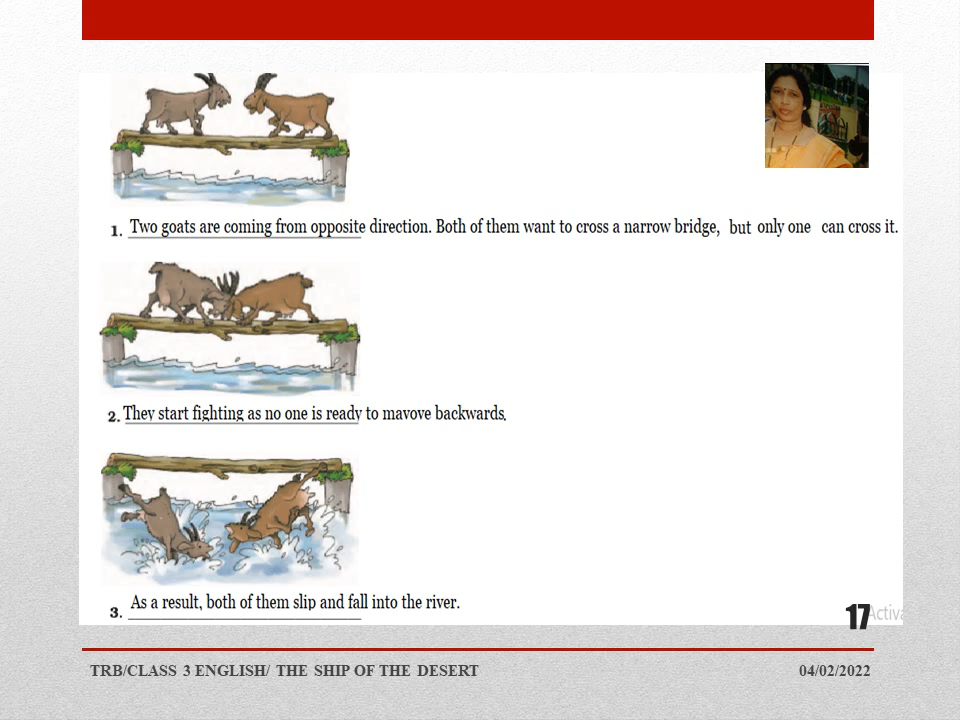 1. Two goats are coming from opposite direction. Both of them want to cross a narrow bridge, but only one can cross it.
2. They start fighting as no one is ready to mavove backwards.
3. As a result, both of them slip and fall into the river.
17
Activa
TRB/CLASS 3 ENGLISH/ THE SHIP OF THE DESERT 04/02/2022